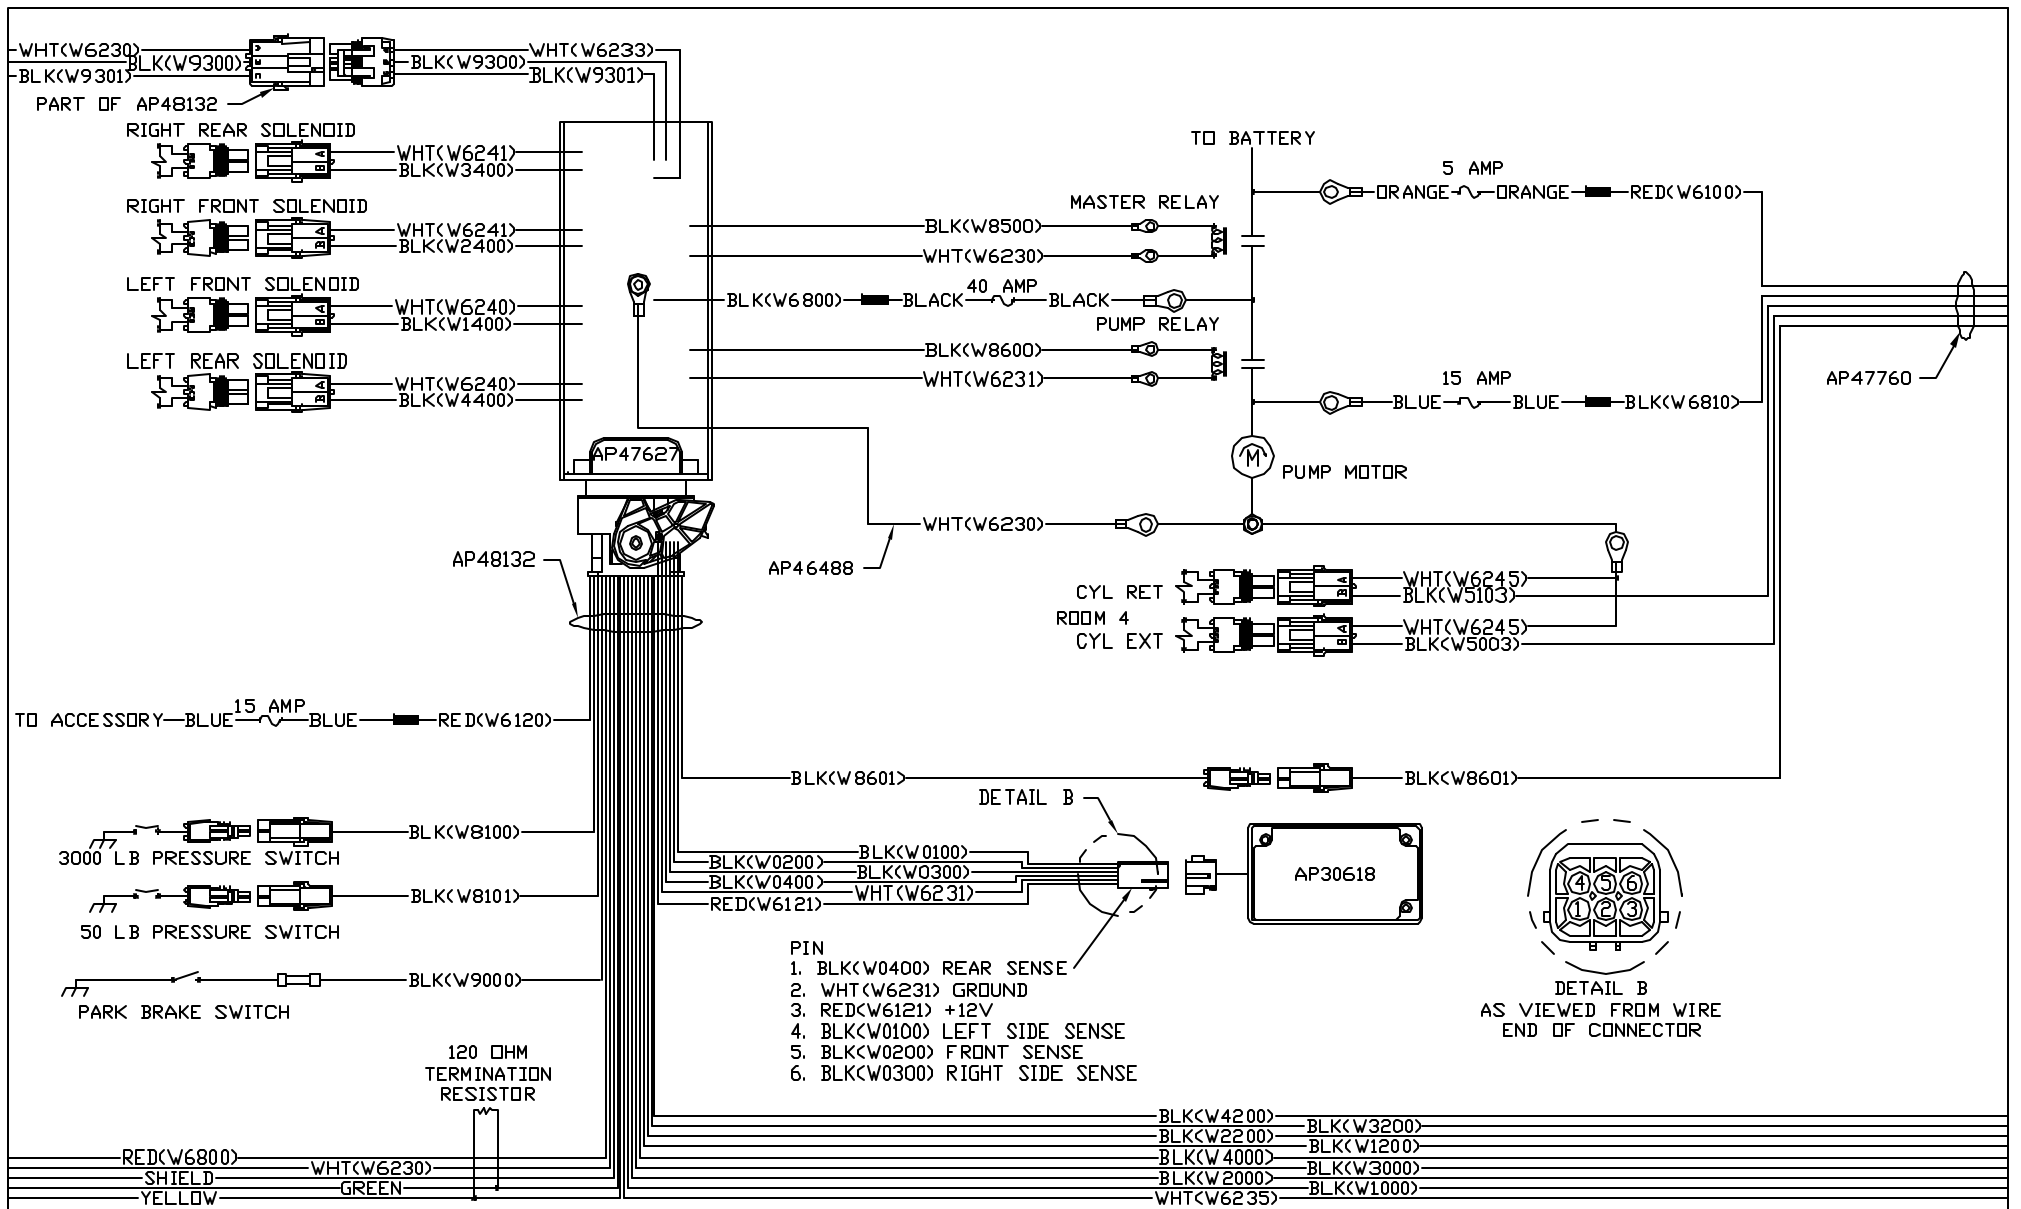 WHT(W6230)
BLK(W9300)
BLK(W9301)
WHT(W6233)
BLK(W9300)
BLK(W9301)
PART OF AP48132
RIGHT REAR SOLENOID
A
B
WHT(W6241)
BLK(W3400)
RIGHT FRONT SOLENOID
A
B
WHT(W6241)
BLK(W2400)
LEFT FRONT SOLENOID
A
B
WHT(W6240)
BLK(W1400)
LEFT REAR SOLENOID
A
B
WHT(W6240)
BLK(W4400)
AP47627
TO BATTERY
5 AMP
ORANGE
ORANGE
RED(W6100)
MASTER RELAY
BLK(W8500)
WHT(W6230)
40 AMP
BLK(W6800)
BLACK
BLACK
PUMP RELAY
BLK(W8600)
WHT(W6231)
15 AMP
BLUE
BLUE
BLK(W6810)
AP47760
M
PUMP MOTOR
WHT(W6230)
AP46488
AP48132
CYL RET
A
B
WHT(W6245)
BLK(W5103)
ROOM 4
CYL EXT
A
B
WHT(W6245)
BLK(W5003)
15 AMP
TO ACCESSORY
BLUE
BLUE
RED(W6120)
BLK(W8601)
BLK(W8601)
DETAIL B
BLK(W8100)
3000 LB PRESSURE SWITCH
BLK(W8101)
50 LB PRESSURE SWITCH
BLK(W9000)
PARK BRAKE SWITCH
BLK(W0100)
BLK(W0200)
BLK(W0300)
BLK(W0400)
WHT(W6231)
RED(W6121)
AP30618
4 5 6
1 2 3
DETAIL B
AS VIEWED FROM WIRE
END OF CONNECTOR
PIN
1. BLK(W0400) REAR SENSE
2. WHT(W6231) GROUND
3. RED(W6121) +12V
4. BLK(W0100) LEFT SIDE SENSE
5. BLK(W0200) FRONT SENSE
6. BLK(W0300) RIGHT SIDE SENSE
120 OHM
TERMINATION
RESISTOR
RED(W6800)
WHT(W6230)
SHIELD
GREEN
YELLOW
BLK(W4200)
BLK(W3200)
BLK(W2200)
BLK(W1200)
BLK(W4000)
BLK(W3000)
BLK(W2000)
BLK(W1000)
WHT(W6235)